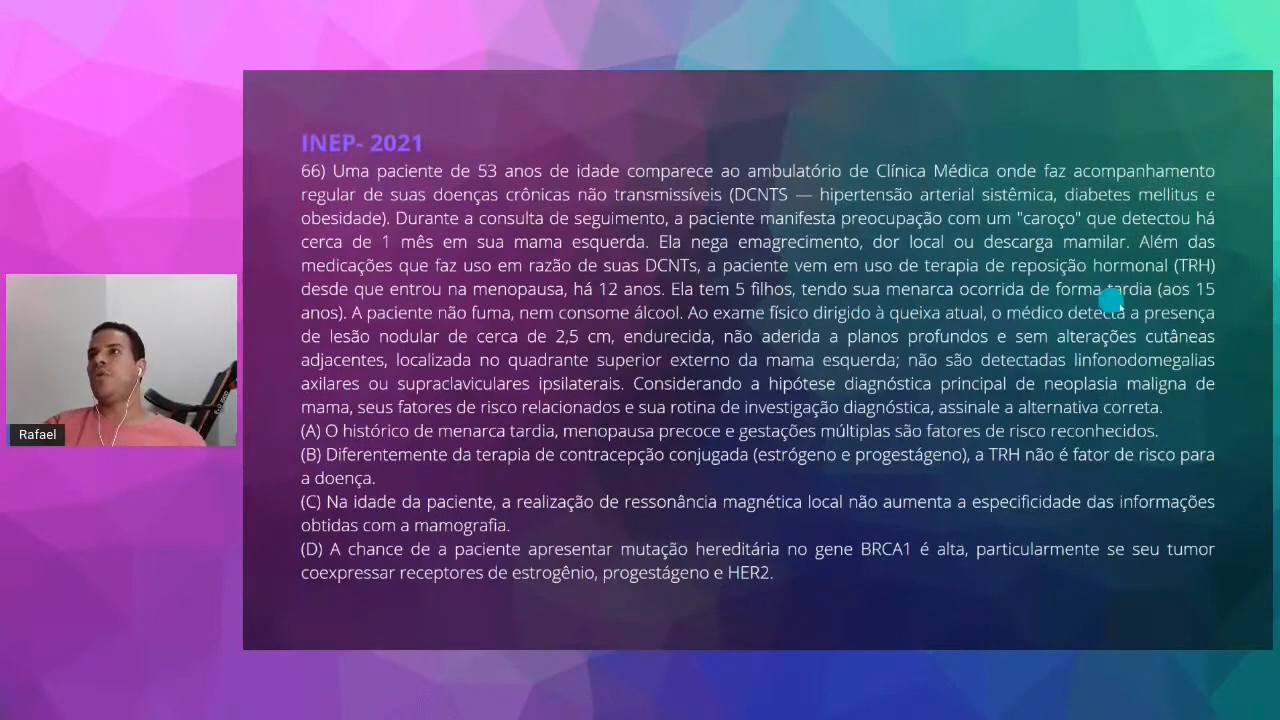 INEP- 2021
66) Uma paciente de 53 anos de idade comparece ao ambulatório de Clínica Médica onde faz acompanhamento
regular de suas doenças crônicas não transmissíveis (DCNTS — hipertensão arterial sistêmica, diabetes mellitus e
obesidade). Durante a consulta de seguimento, a paciente manifesta preocupação com um "caroço" que detectou há
cerca de 1 mês em sua mama esquerda. Ela nega emagrecimento, dor local ou descarga mamilar. Além das
medicações que faz uso em razão de suas DCNTs, a paciente vem em uso de terapia de reposição hormonal (TRH)
desde que entrou na menopausa, há 12 anos. Ela tem 5 filhos, tendo sua menarca ocorrida de forma tardia (aos 15
anos). A paciente não fuma, nem consome álcool. Ao exame físico dirigido à queixa atual, o médico detecta a presença
de lesão nodular de cerca de 2,5 cm, endurecida, não aderida a planos profundos e sem alterações cutâneas
adjacentes, localizada no quadrante superior externo da mama esquerda; não são detectadas linfonodomegalias
axilares ou supraclaviculares ipsilaterais. Considerando a hipótese diagnóstica principal de neoplasia maligna de
mama, seus fatores de risco relacionados e sua rotina de investigação diagnóstica, assinale a alternativa correta.
(A) O histórico de menarca tardia, menopausa precoce e gestações múltiplas são fatores de risco reconhecidos.
(B) Diferentemente da terapia de contracepção conjugada (estrógeno e progestágeno), a TRH não é fator de risco para
a doença.
(C) Na idade da paciente, a realização de ressonância magnética local não aumenta a especificidade das informações
obtidas com a mamografia.
(D) A chance de a paciente apresentar mutação hereditária no gene BRCA1 é alta, particularmente se seu tumor
coexpressar receptores de estrogênio, progestágeno e HER2.
Rafael